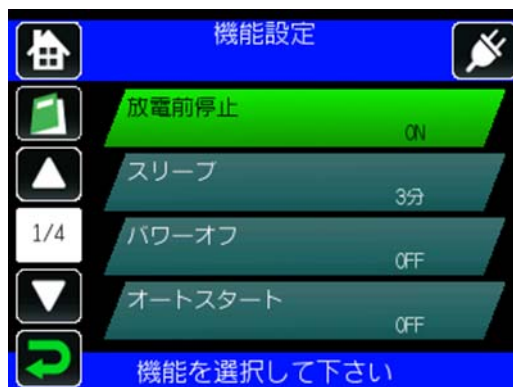 機能設定
放電前停止
ON
スリーブ
3分
1/4
パワーオフ
OFF
オートスタート
OFF
機能を選択して下さい